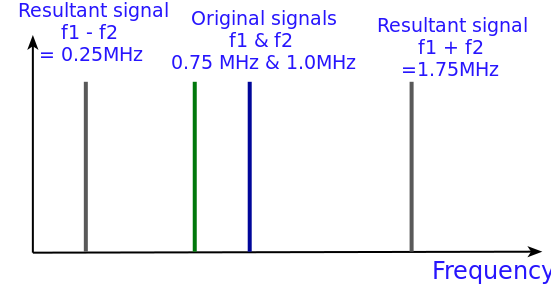 Resultant signal
f1 - f2
= 0.25MHz
Original signals
f1 & f2
0.75 MHz & 1.0MHz
Resultant signal
f1 + f2
=1.75MHz
Frequency